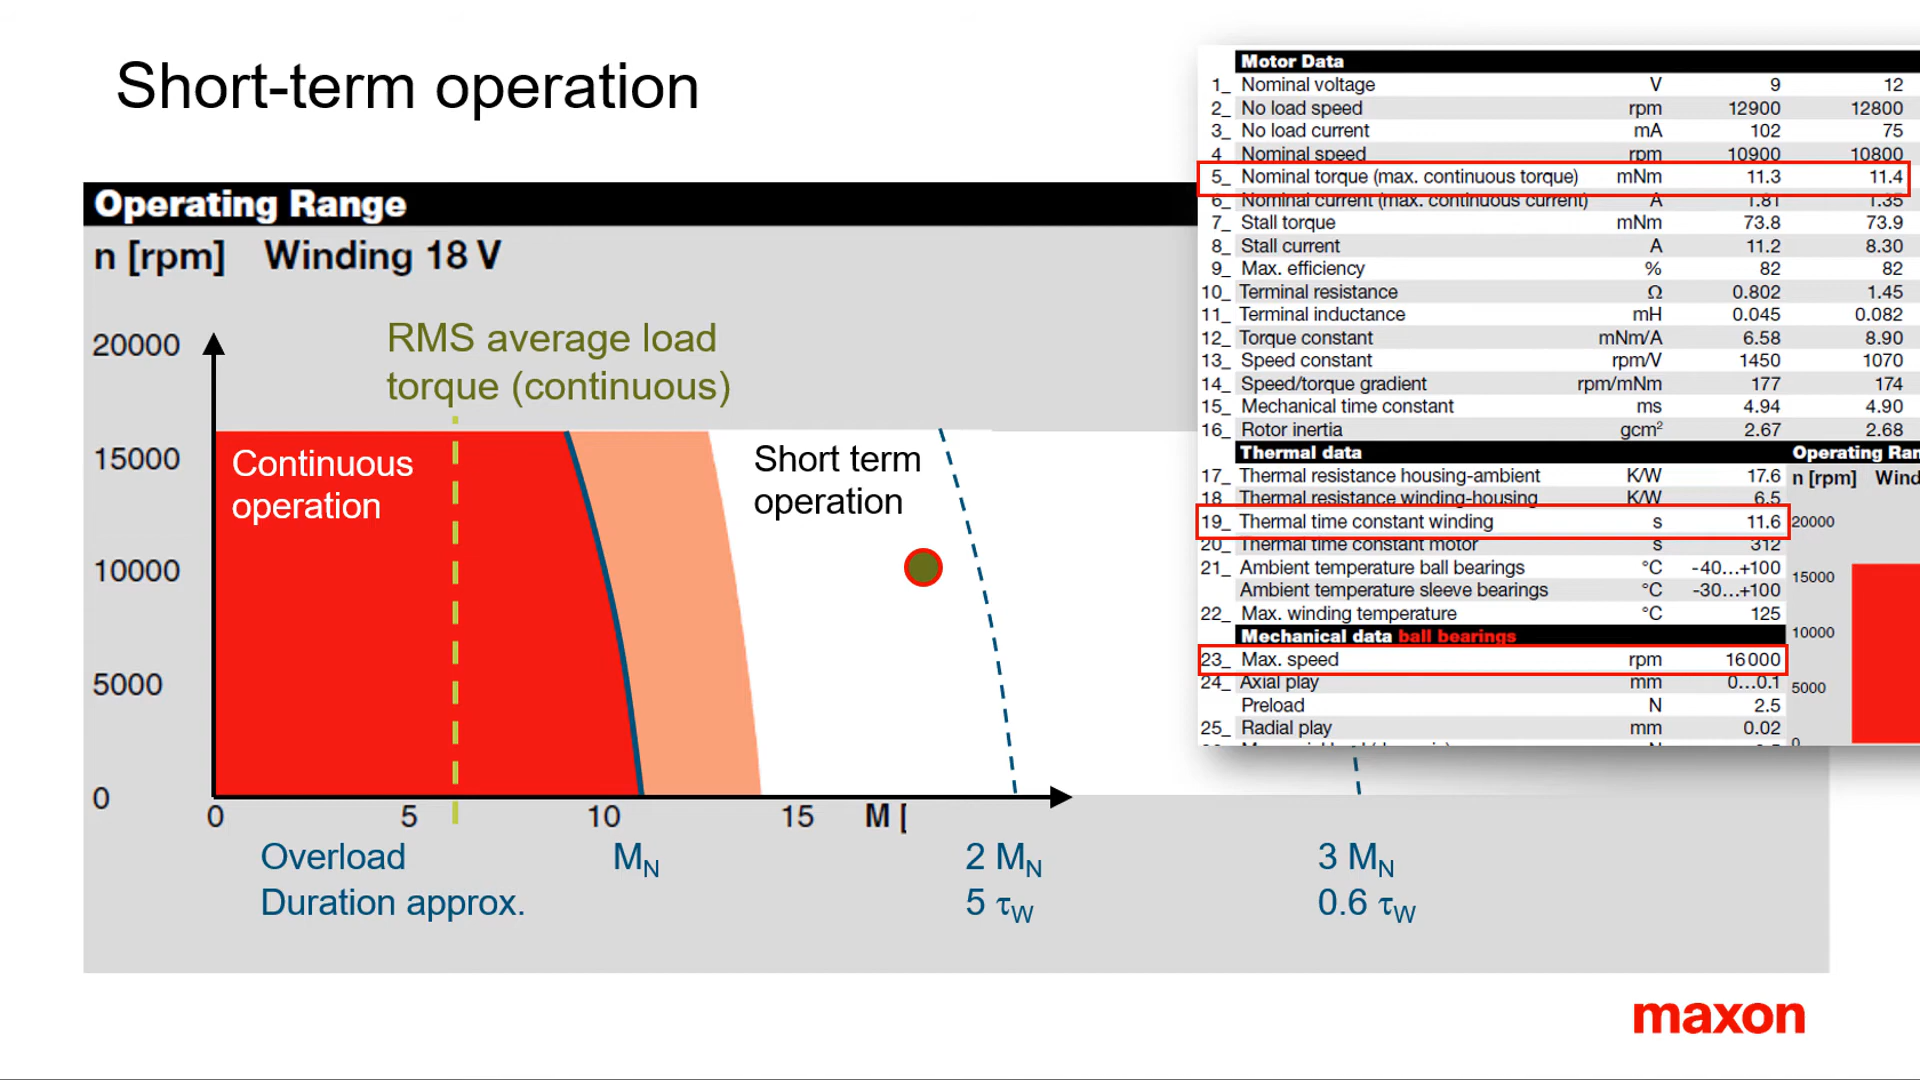 Short-term operation
Operating Range
n [rpm] Winding 18 V
20000
15000
10000
5000
0
RMS average load
torque (continuous)
Continuous
operation
Short term
operation
0 5 10 15 M [
Overload MN 2 MN 3 MN
Duration approx. 5 τW 0.6 τW
Motor Data
1_ Nominal voltage V 9 12
2_ No load speed rpm 12900 12800
3_ No load current mA 102 75
4 Nominal speed rpm 10900 10800
5_ Nominal torque (max. continuous torque) mNm 11.3 11.4
6_ Nominal current (max. continuous current) A 1.81 1.35
7_ Stall torque mNm 73.8 73.9
8_ Stall current A 11.2 8.30
9_ Max. efficiency % 82 82
10_ Terminal resistance Ω 0.802 1.45
11_ Terminal inductance mH 0.045 0.082
12_ Torque constant mNm/A 6.58 8.90
13_ Speed constant rpm/V 1450 1070
14_ Speed/torque gradient rpm/mNm 177 174
15_ Mechanical time constant ms 4.94 4.90
16_ Rotor inertia gcm² 2.67 2.68
Thermal data
17_ Thermal resistance housing-ambient K/W 17.6
18 Thermal resistance winding-housing K/W 6.5
19_ Thermal time constant winding s 11.6
20_ Thermal time constant motor s 312
21_ Ambient temperature ball bearings °C -40...+100
Ambient temperature sleeve bearings °C -30...+100
22_ Max. winding temperature °C 125
Mechanical data ball bearings
23_ Max. speed rpm 16000
24_ Axial play mm 0...0.1
Preload N 2.5
25_ Radial play mm 0.02
Operating Ran
n [rpm] Wind
20000
15000
10000
5000
0
maxon